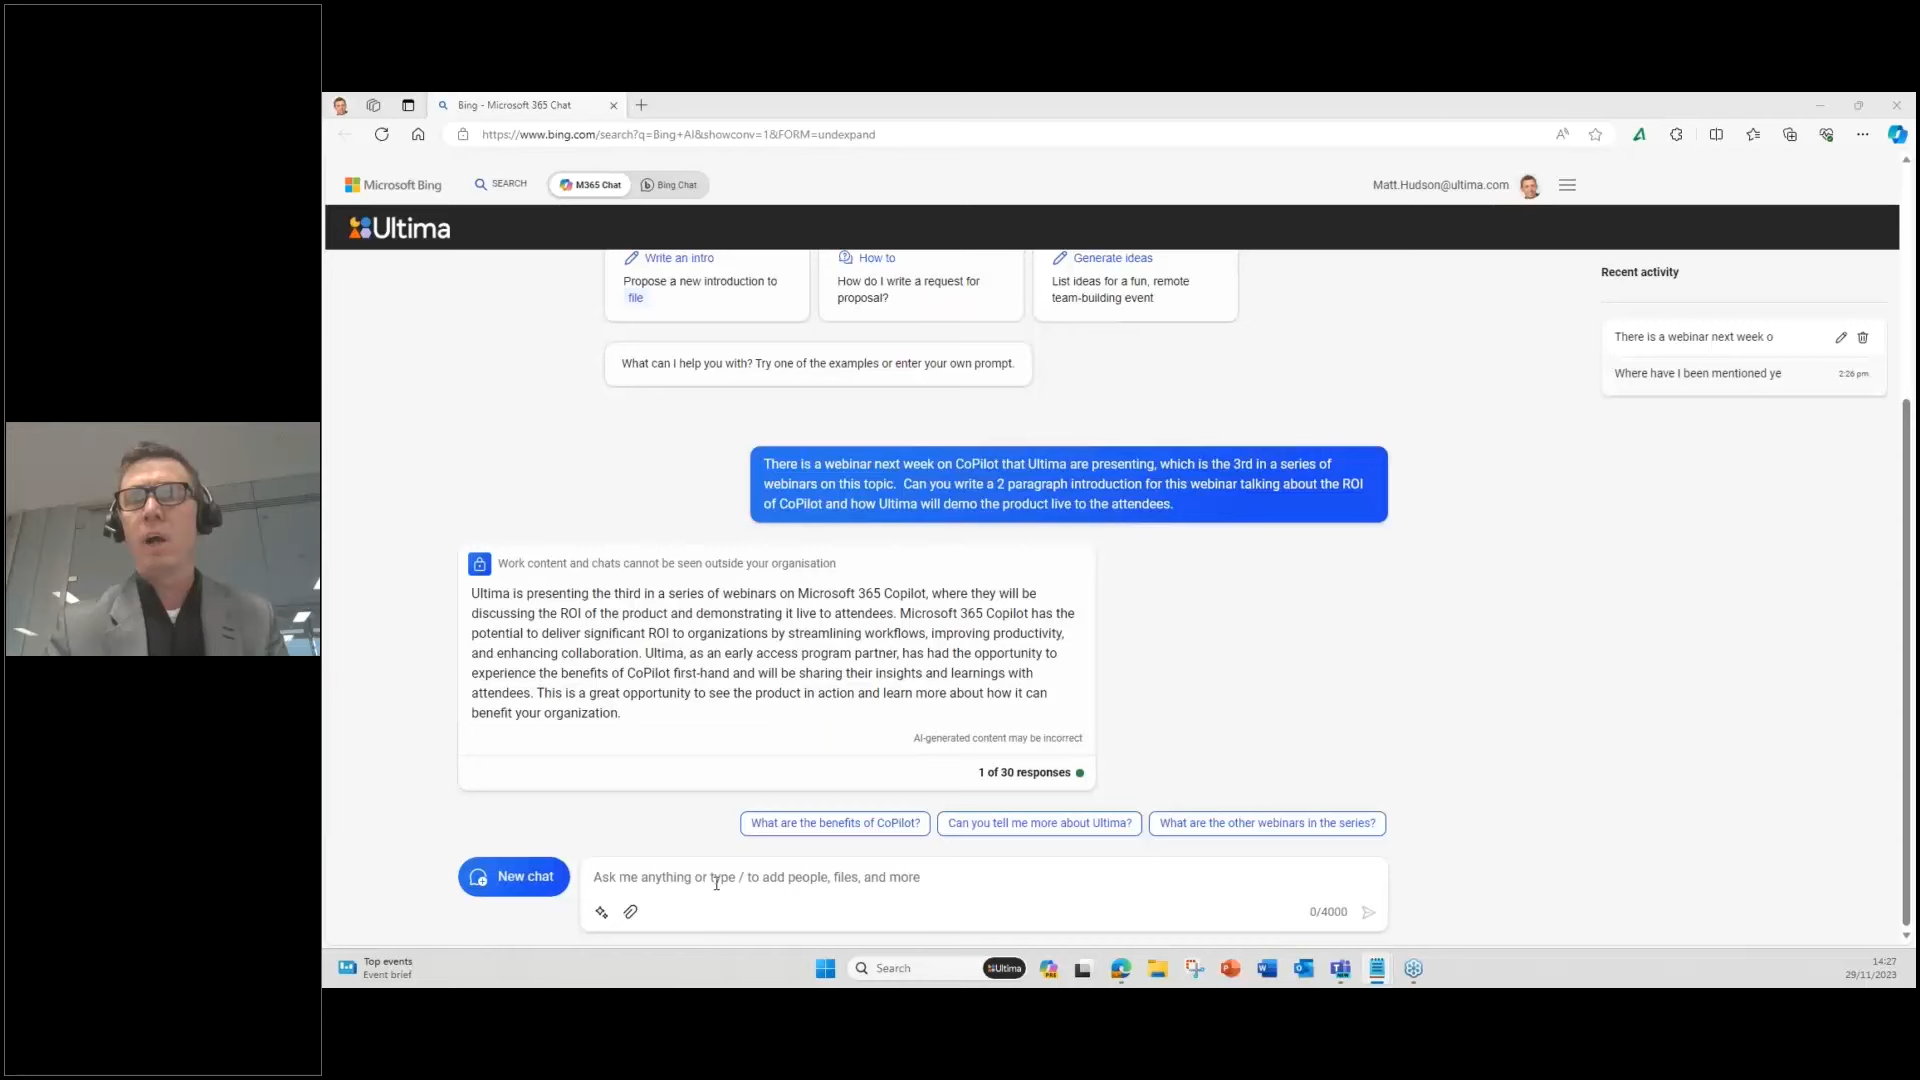 Bing - Microsoft 365 Chat
https://www.bing.com/search?q=Bing+AI&showconv=1&FORM=undexpand
Microsoft Bing
SEARCH
M365 Chat
Bing Chat
Matt.Hudson@ultima.com
Ultima
Write an intro
Propose a new introduction to
file
How to
How do I write a request for
proposal?
Generate ideas
List ideas for a fun, remote
team-building event
Recent activity
There is a webinar next week o
Where have I been mentioned ye
2:26 pm
What can I help you with? Try one of the examples or enter your own prompt.
There is a webinar next week on CoPilot that Ultima are presenting, which is the 3rd in a series of
webinars on this topic. Can you write a 2 paragraph introduction for this webinar talking about the ROI
of CoPilot and how Ultima will demo the product live to the attendees.
Work content and chats cannot be seen outside your organisation
Ultima is presenting the third in a series of webinars on Microsoft 365 Copilot, where they will be
discussing the ROI of the product and demonstrating it live to attendees. Microsoft 365 Copilot has the
potential to deliver significant ROI to organizations by streamlining workflows, improving productivity,
and enhancing collaboration. Ultima, as an early access program partner, has had the opportunity to
experience the benefits of CoPilot first-hand and will be sharing their insights and learnings with
attendees. This is a great opportunity to see the product in action and learn more about how it can
benefit your organization.
AI-generated content may be incorrect
1 of 30 responses
What are the benefits of CoPilot?
Can you tell me more about Ultima?
What are the other webinars in the series?
New chat
Ask me anything or type / to add people, files, and more
0/4000
Top events
Event brief
Search
Ultima
14:27
29/11/2023